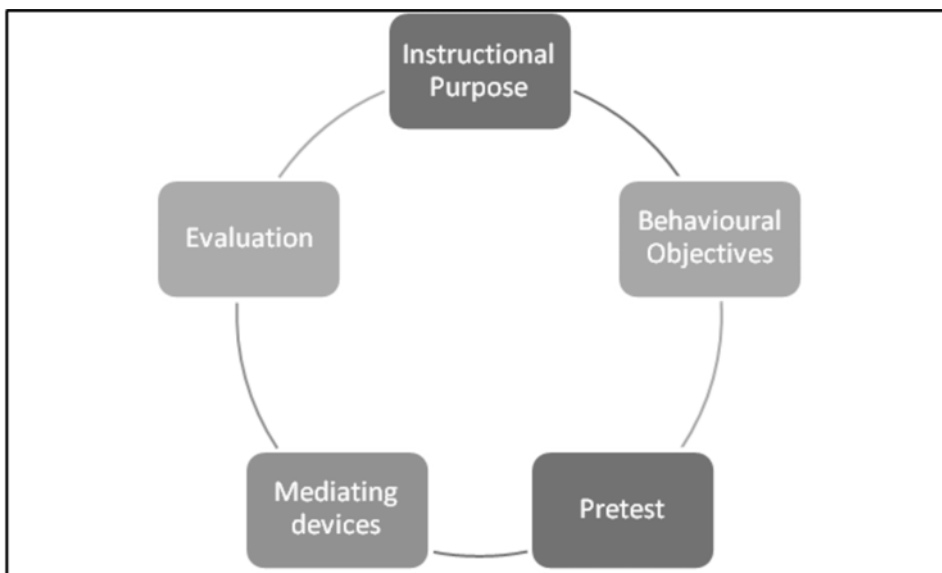 Instructional
Purpose
Behavioural
Objectives
Pretest
Mediating
devices
Evaluation